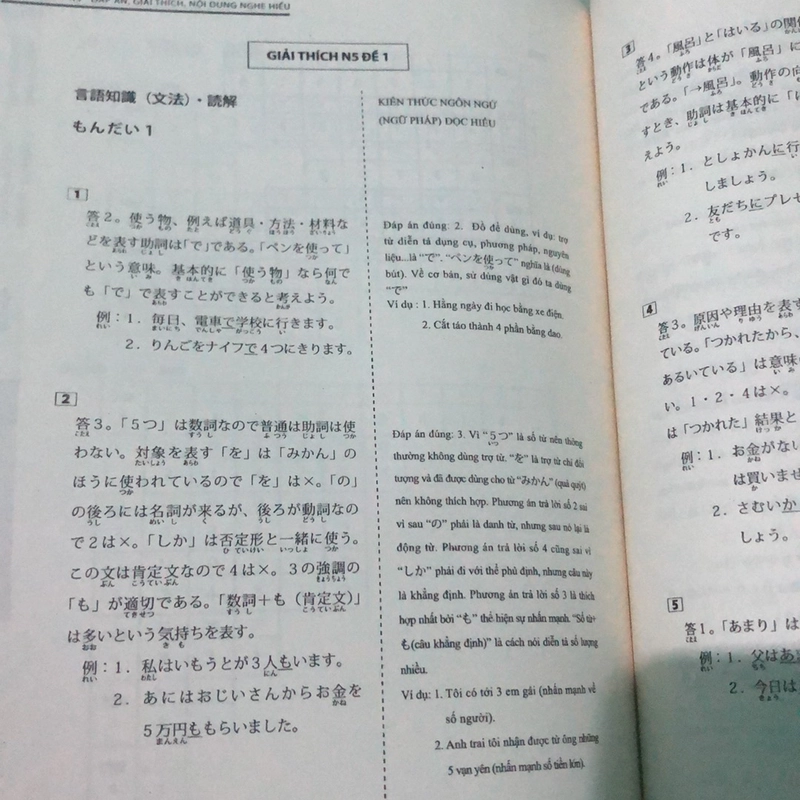 ĐÁP ÁN, GIẢI THÍCH, NỘI DUNG NGHE HIỂU
GIẢI THÍCH N5 ĐỀ 1
言語知識（文法）・読解
もんだい 1
1
答2。使う物、例えば道具・方法・材料な
どを表す助詞は「で」である。「ペンを使って」
という意味。基本的に「使う物」なら何で
も「で」で表すことができると考えよう。
例：1．毎日、電車で学校に行きます。
2．りんごをナイフで4つにきります。
2
答3。「5つ」は数詞なので普通は助詞は使
わない。対象を表す「を」は「みかん」の
ほうに使われているので「を」は×。「の」
の後ろには名詞が来るが、後ろが動詞なの
で2は×。「しか」は否定形と一緒に使う。
この文は肯定文なので4は×。3の強調の
「も」が適切である。「数詞＋も（肯定文）」
は多いという気持ちを表す。
例：1．私はいもうとが3人もいます。
2．あにはおじいさんからお金を
5万円ももらいました。
KIẾN THỨC NGÔN NGỮ
(NGỮ PHÁP) ĐỌC HIỂU
Đáp án đúng: 2. Đồ để dùng, ví dụ: trợ
từ diễn tả dụng cụ, phương pháp, nguyên
liệu...là "で". "ペンを使って" nghĩa là (dùng
bút). Về cơ bản, sử dùng vật gì đó ta dùng
"で"
Ví dụ : 1. Hằng ngày đi học bằng xe điện.
2. Cắt táo thành 4 phần bằng dao.
Đáp án đúng: 3. Vì "5つ" là số từ nên thông
thường không dùng trợ từ. "を" là trợ từ chỉ đối
tượng và đã được dùng cho từ "みかん" (quả quýt)
nên không thích hợp. Phương án trả lời số 2 sai
vì sau "の" phải là danh từ, nhưng sau nó lại là
động từ. Phương án trả lời số 4 cũng sai vì
"しか" phải đi với thể phủ định, nhưng câu này
là khẳng định. Phương án trả lời số 3 là thích
hợp nhất bởi "も" thể hiện sự nhấn mạnh. "Số từ+
も(câu khẳng định)" là cách nói diễn tả số lượng
nhiều.
Ví dụ: 1. Tôi có tới 3 em gái (nhấn mạnh về
số người).
2. Anh trai tôi nhận được từ ông những
5 vạn yên (nhấn mạnh số tiền lớn).
3
答4。「風呂」と「はいる」の関係
という動作は体が「風呂」に
である。「→風呂」。動作の向
すとき、助詞は基本的に「に
えよう。
例：1．としょかんに行
しましょう。
2．友だちにプレゼ
です。
4
答3。原因や理由を表す
ている。「つかれたから、
あるいている」は意味
い。1・2・4は×。
は「つかれた」結果と
例：1．お金がない
は買いませ
2．さむいか
しょう。
5
答1。「あまり」は
例：1．父はあま
2．今日は